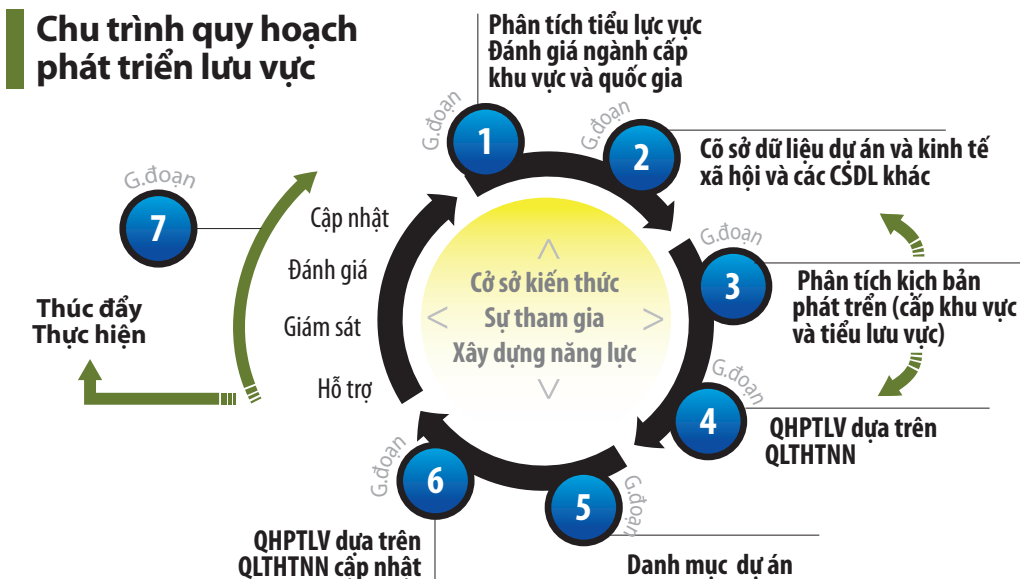 Chu trình quy hoạch
phát triển lưu vực
Phân tích tiểu lực vực
Đánh giá ngành cấp
khu vực và quốc gia
G.đoạn
1
G.đoạn
2
Cõ sở dữ liệu dự án và kinh tế
xã hội và các CSDL khác
G.đoạn
3
Phân tích kịch bản
phát trển (cấp khu vực
và tiểu lưu vực)
G.đoạn
4
QHPTLV dựa trên
QLTHTNN
G.đoạn
5
Danh mục dự án
G.đoạn
6
QHPTLV dựa trên
QLTHTNN cập nhật
G.đoạn
7
Cập nhật
Đánh giá
Giám sát
Hỗ trợ
Thúc đẩy
Thực hiện
Cở sở kiến thức
Sự tham gia
Xây dựng năng lực